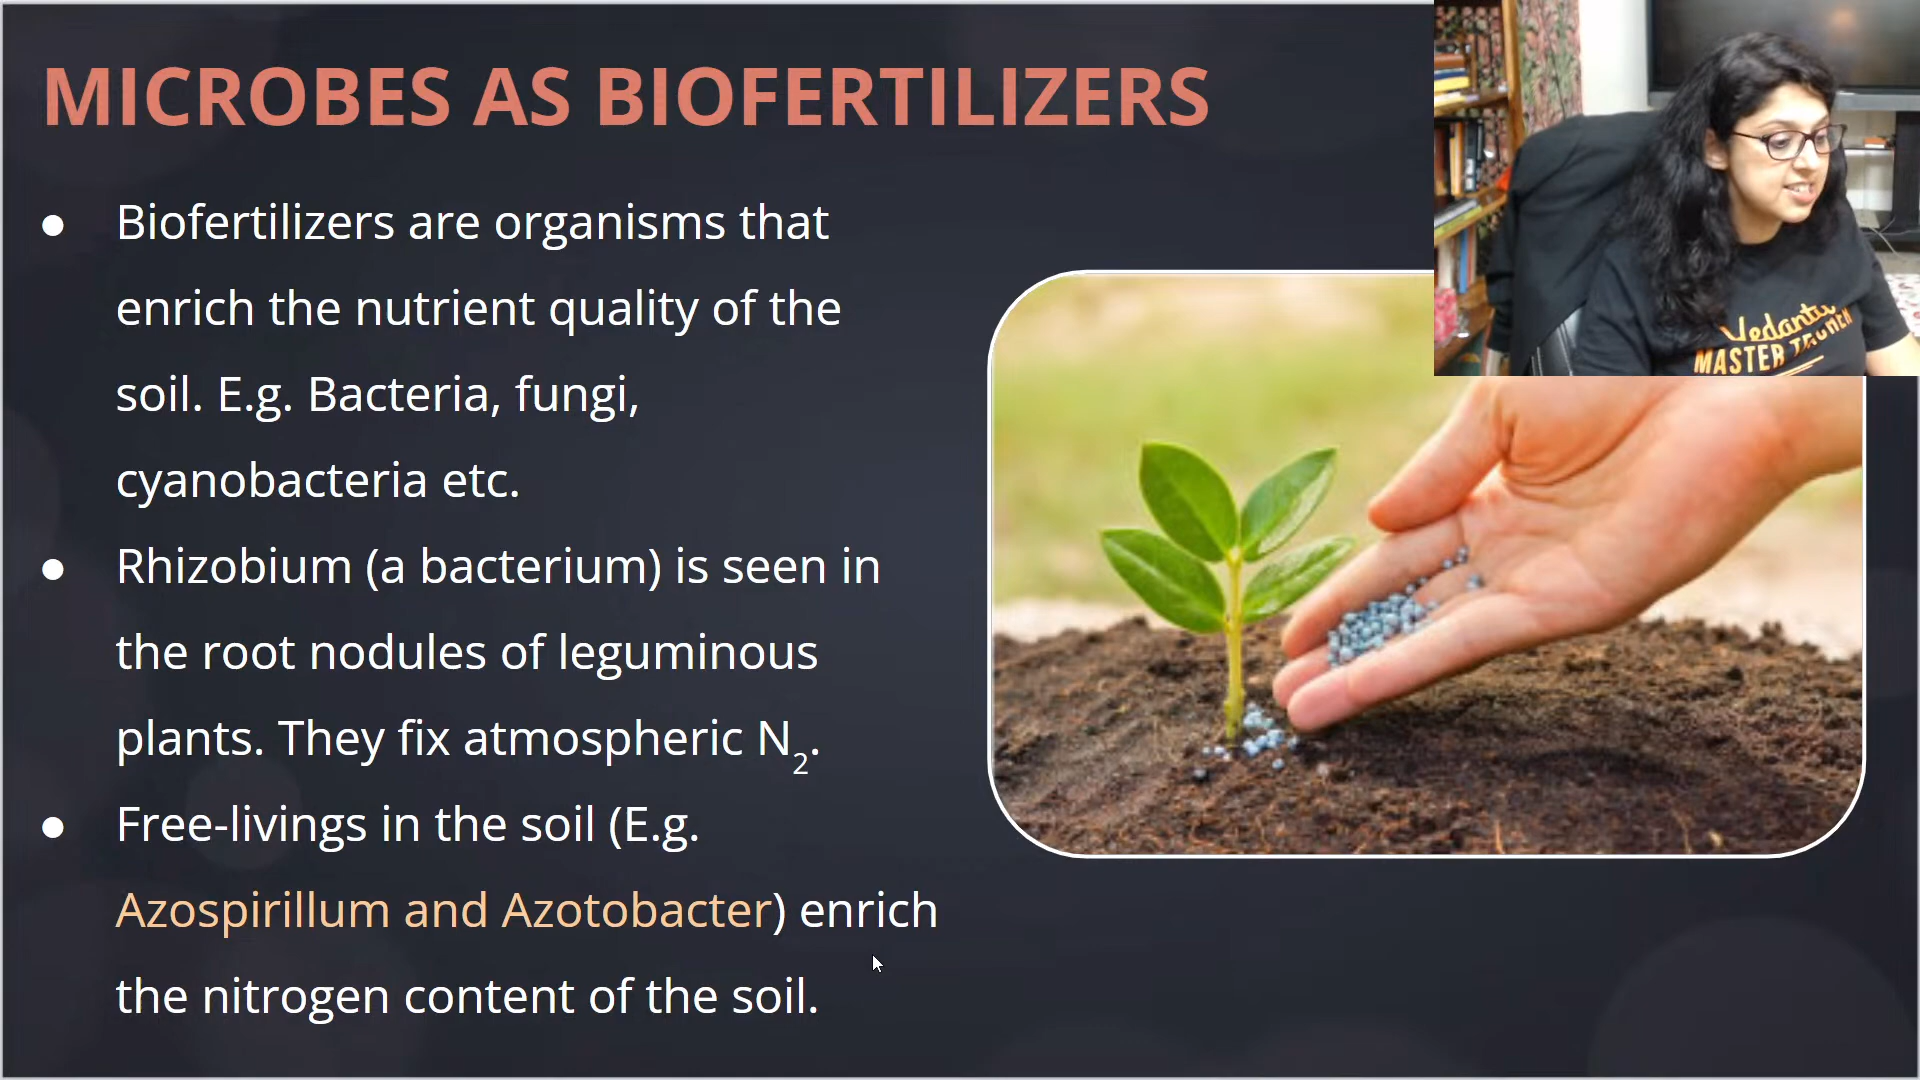 MICROBES AS BIOFERTILIZERS
● Biofertilizers are organisms that
enrich the nutrient quality of the
soil. E.g. Bacteria, fungi,
cyanobacteria etc.
● Rhizobium (a bacterium) is seen in
the root nodules of leguminous
plants. They fix atmospheric N₂.
● Free-livings in the soil (E.g.
Azospirillum and Azotobacter) enrich
the nitrogen content of the soil.
MASTER